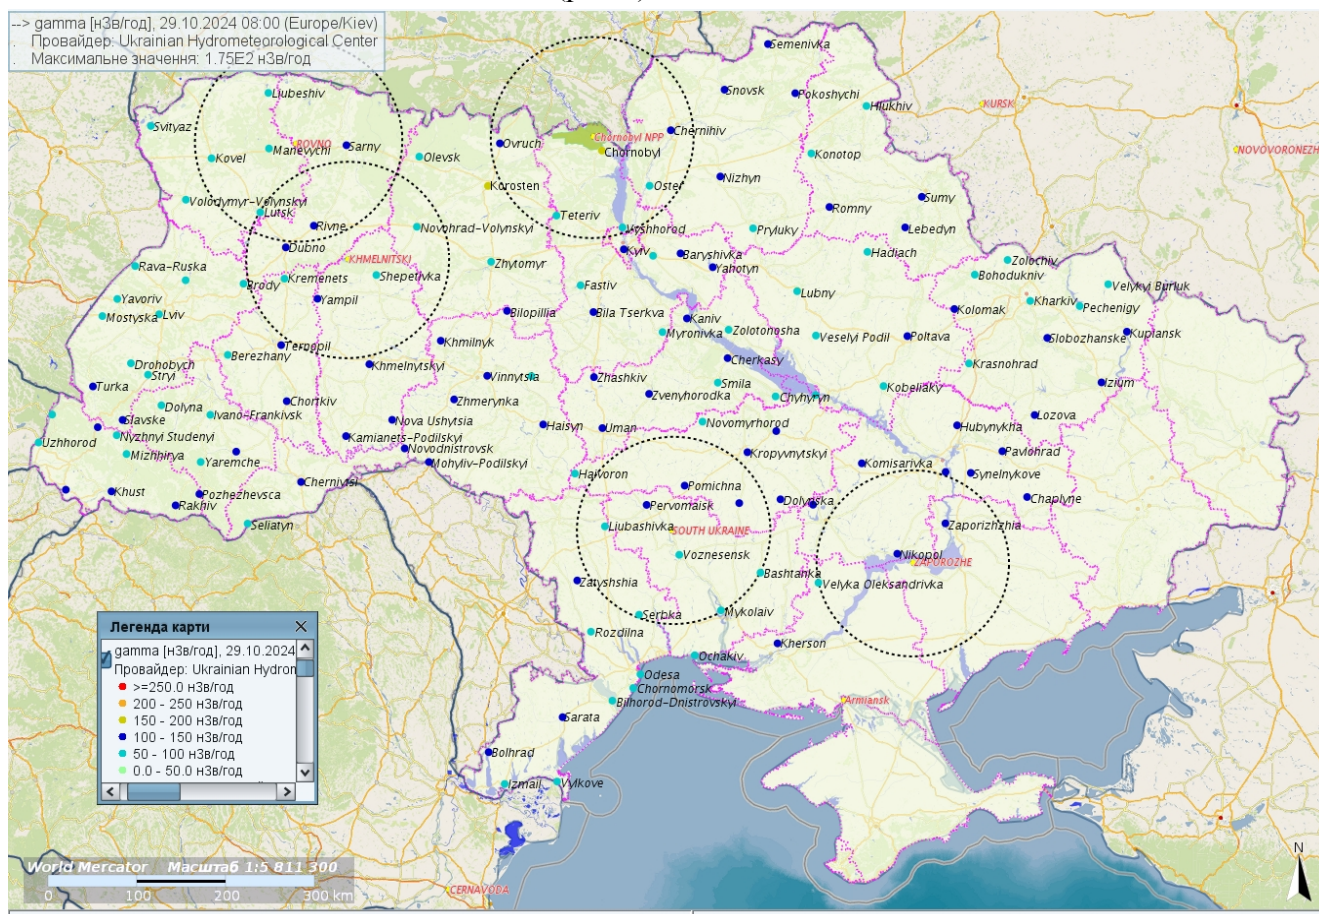 --> gamma [нЗв/год], 29.10.2024 08:00 (Europe/Kiev)
Провайдер: Ukrainian Hydrometeorological Center
Максимальне значення: 1.75E2 нЗв/год
Semenivka
Snovsk
Pokoshychi
Hlukhiv
KURSK
Liubeshiv
Svityaz
ROVNO
Sarny
Manevychi
Kovel
Olevsk
Ovruch
Chornobyl NPP
Chernihiv
Chornobyl
Konotop
NOVOVORONEZH
Korosten
Oster
Nizhyn
Sumy
Romny
Volodymyr-Volynskyi
Lutsk
Teteriv
Rivne
Novohrad-Volynskyi
Vyshhorod
Pryluky
Lebedyn
Dubno
Kyiv
Baryshivka
Hadiach
KHMELNITSKI
Zhytomyr
Yahotyn
Zolochiv
Rava-Ruska
Bohodukniv
Shepetivka
Kremenets
Brody
Fastiv
Lubny
Velykyi Burluk
Yavoriv
Yampil
Kharkiv
Pechenigy
Mostyska
Lviv
Bilopillia
Bila Tserkva
Kaniv
Kolomak
Myronivka
Zolotonosha
Veselyi Podil
Poltava
Slobozhanske
Kupiansk
Ternopil
Khmilnyk
Berezhany
Cherkasy
Drohobych
Stryi
Khmelnytskyi
Krasnohrad
Vinnytsia
Zhashkiv
Smila
Kobeliaky
Izium
Turka
Zvenyhorodka
Chyhyryn
Dolyna
Chortkiv
Zhmerynka
Ivano-Frankivsk
Lozova
Slavske
Nova Ushytsia
Haisyn
Uman
Novomyrhorod
Hubynykha
Nyzhnyi Studenyi
Kamianets-Podilskyi
Uzhhorod
Novodnistrovsk
Kropyvnytskyi
Pavlohrad
Mizhhirya
Yaremche
Mohyliv-Podilskyi
Komisarivka
Haivoron
Synelnykove
Chernivtsi
Pomichna
Khust
Pozhezhevsca
Chaplyne
Dolynska
Rakhiv
Pervomaisk
Seliatyn
Liubashivka
Zaporizhzhia
SOUTH UKRAINE
Voznesensk
Nikopol
ZAPOROZHE
Bashtanka
Zatyshshia
Velyka Oleksandrivka
Serbka
Mykolaiv
Rozdilna
Kherson
Ochakiv
Odesa
Chornomorsk
Bilhorod-Dnistrovskyi
Armiansk
Sarata
Bolhrad
Izmail
Vylkove
Легенда карти
gamma [нЗв/год], 29.10.2024
Провайдер: Ukrainian Hydron
>=250.0 нЗв/год
200 - 250 нЗв/год
150 - 200 нЗв/год
100 - 150 нЗв/год
50 - 100 нЗв/год
0.0 - 50.0 нЗв/год
World Mercator Масштаб 1:5 811 300
0 100 200 300 km
CERNAVODA
N